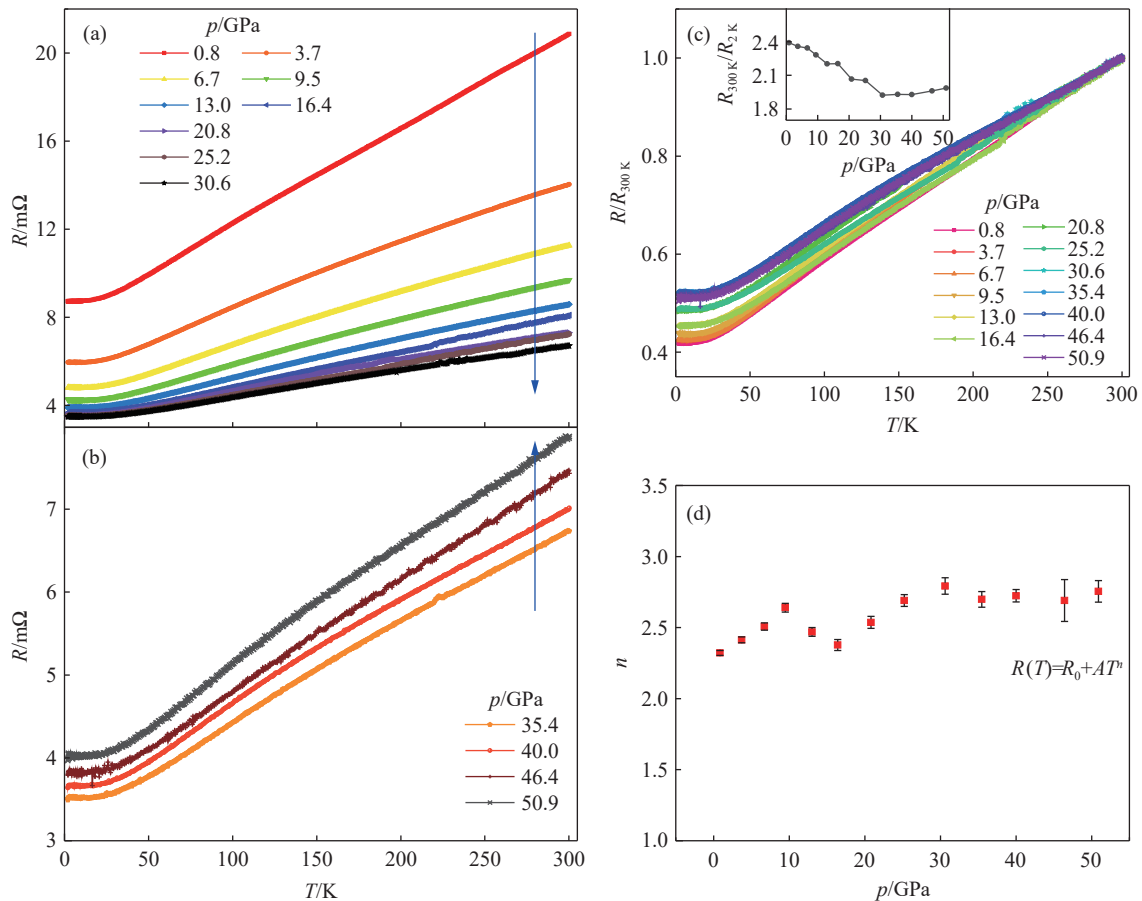 (a)
p/GPa
0.8
3.7
6.7
9.5
13.0
16.4
20.8
25.2
30.6
R/mΩ
20
16
12
8
4
(b)
p/GPa
35.4
40.0
46.4
50.9
R/mΩ
7
6
5
4
3
0 50 100 150 200 250 300
T/K
(c)
R300 K/R2 K
2.4
2.1
1.8
0 10 20 30 40 50
p/GPa
R/R300 K
1.0
0.8
0.6
0.4
p/GPa
0.8
3.7
6.7
9.5
13.0
16.4
20.8
25.2
30.6
35.4
40.0
46.4
50.9
0 50 100 150 200 250 300
T/K
(d)
n
3.5
3.0
2.5
2.0
1.5
1.0
R(T)=R₀+ATⁿ
0 10 20 30 40 50
p/GPa